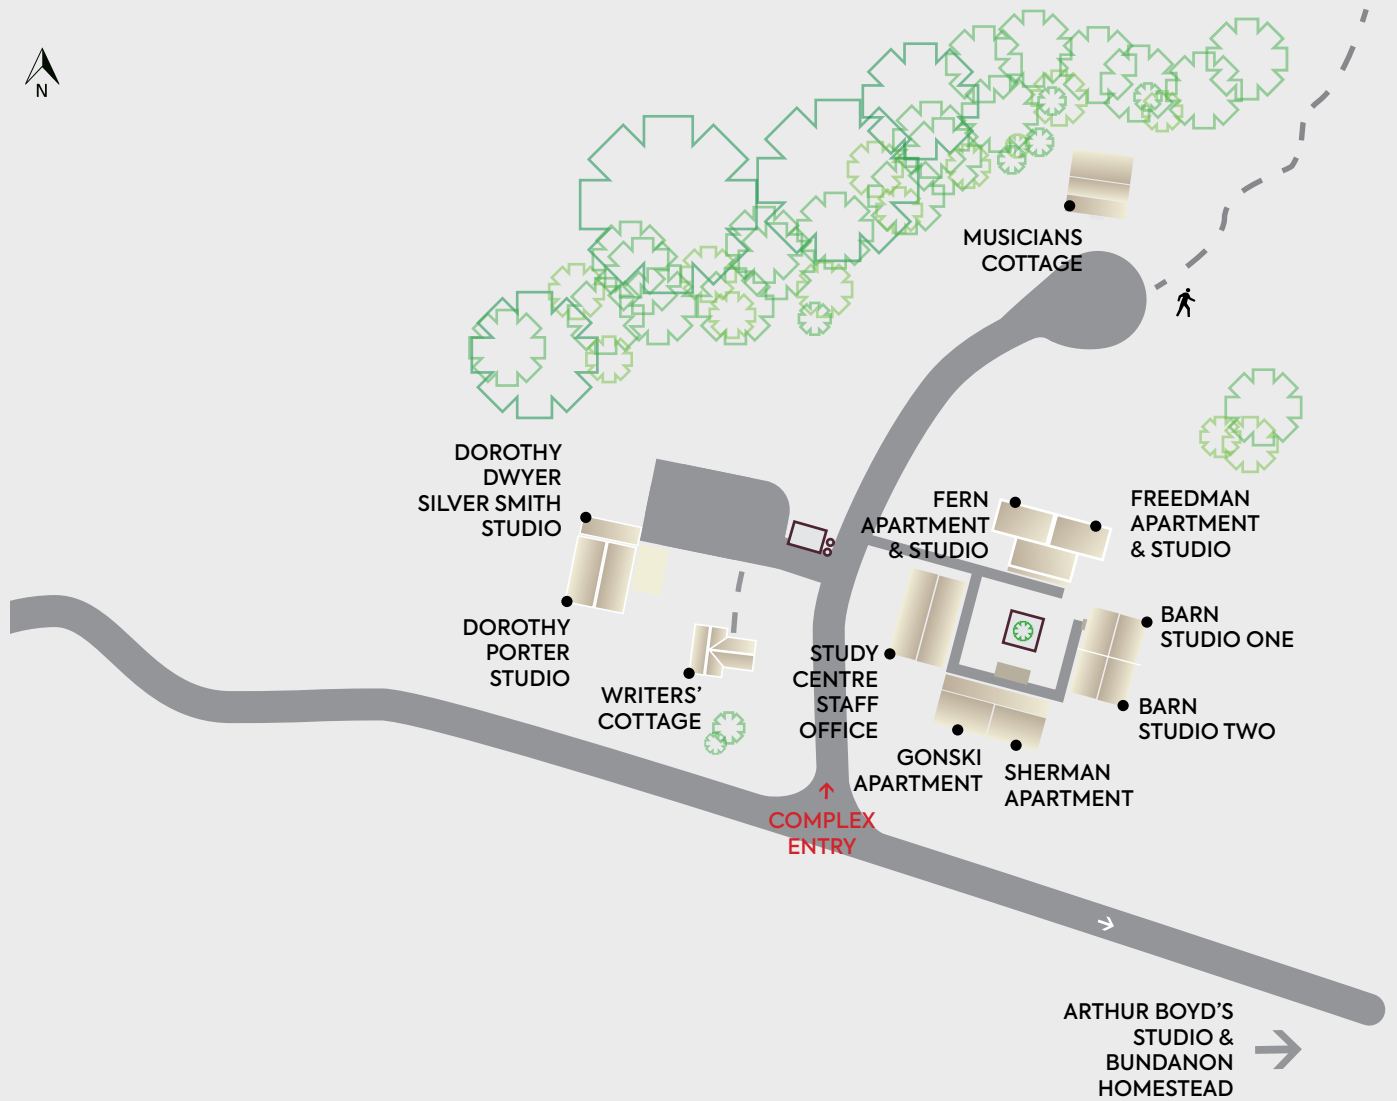 N
MUSICIANS
COTTAGE
DOROTHY
DWYER
SILVER SMITH
STUDIO
FERN
APARTMENT
& STUDIO
FREEDMAN
APARTMENT
& STUDIO
DOROTHY
PORTER
STUDIO
WRITERS’
COTTAGE
STUDY
CENTRE
STAFF
OFFICE
BARN
STUDIO ONE
BARN
STUDIO TWO
GONSKI
APARTMENT
SHERMAN
APARTMENT
COMPLEX
ENTRY
ARTHUR BOYD’S
STUDIO &
BUNDANON
HOMESTEAD